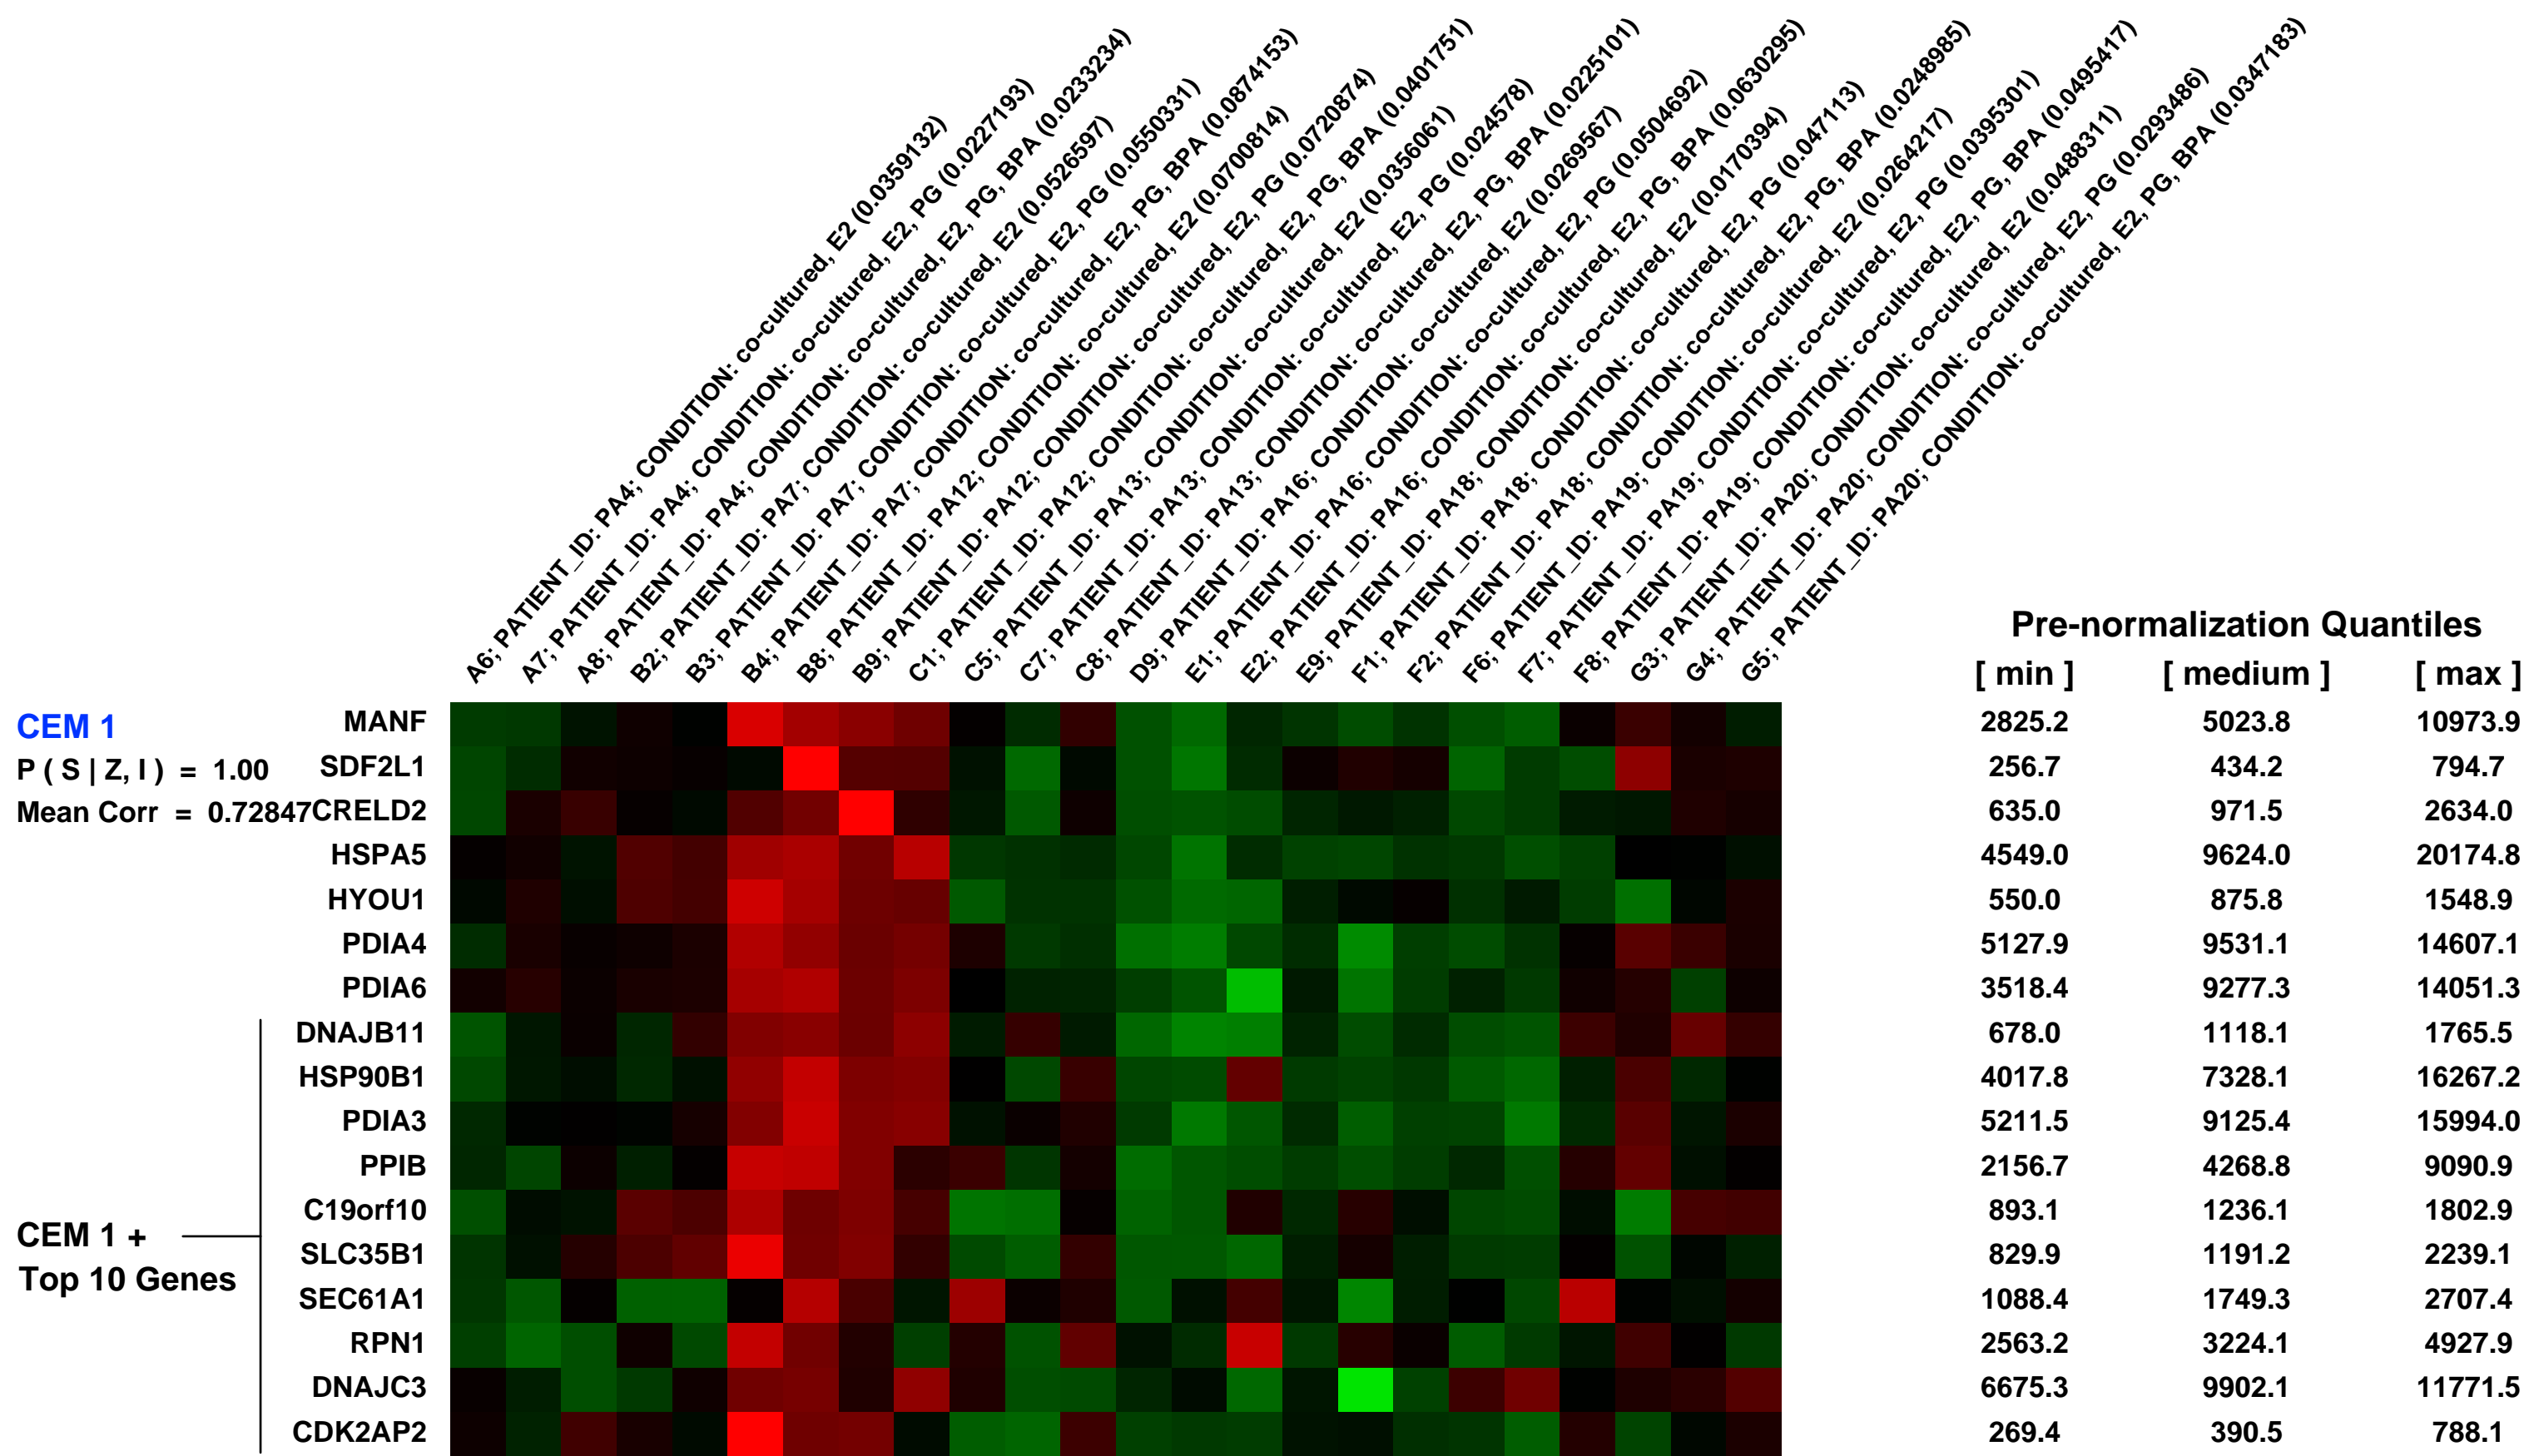 A6; PATIENT_ID: PA4; CONDITION: co-cultured, E2 (0.0359132)
A7; PATIENT_ID: PA4; CONDITION: co-cultured, E2, PG (0.0227193)
A8; PATIENT_ID: PA4; CONDITION: co-cultured, E2, PG, BPA (0.0233234)
B2; PATIENT_ID: PA7; CONDITION: co-cultured, E2 (0.0526597)
B3; PATIENT_ID: PA7; CONDITION: co-cultured, E2, PG (0.0550331)
B4; PATIENT_ID: PA7; CONDITION: co-cultured, E2, PG, BPA (0.0874153)
B8; PATIENT_ID: PA12; CONDITION: co-cultured, E2 (0.0700814)
B9; PATIENT_ID: PA12; CONDITION: co-cultured, E2, PG (0.0720874)
C1; PATIENT_ID: PA12; CONDITION: co-cultured, E2, PG, BPA (0.0401751)
C5; PATIENT_ID: PA13; CONDITION: co-cultured, E2 (0.0356061)
C7; PATIENT_ID: PA13; CONDITION: co-cultured, E2, PG (0.024578)
C8; PATIENT_ID: PA13; CONDITION: co-cultured, E2, PG, BPA (0.0225101)
D9; PATIENT_ID: PA16; CONDITION: co-cultured, E2 (0.0269567)
E1; PATIENT_ID: PA16; CONDITION: co-cultured, E2, PG (0.0504692)
E2; PATIENT_ID: PA16; CONDITION: co-cultured, E2, PG, BPA (0.0630295)
E9; PATIENT_ID: PA18; CONDITION: co-cultured, E2 (0.0170394)
F1; PATIENT_ID: PA18; CONDITION: co-cultured, E2, PG (0.047113)
F2; PATIENT_ID: PA18; CONDITION: co-cultured, E2, PG, BPA (0.0248985)
F6; PATIENT_ID: PA19; CONDITION: co-cultured, E2 (0.0264217)
F7; PATIENT_ID: PA19; CONDITION: co-cultured, E2, PG (0.0395301)
F8; PATIENT_ID: PA19; CONDITION: co-cultured, E2, PG, BPA (0.0495417)
G3; PATIENT_ID: PA20; CONDITION: co-cultured, E2 (0.0488311)
G4; PATIENT_ID: PA20; CONDITION: co-cultured, E2, PG (0.0293486)
G5; PATIENT_ID: PA20; CONDITION: co-cultured, E2, PG, BPA (0.0347183)
Pre-normalization Quantiles
[ min ] [ medium ] [ max ]
CEM 1 MANF 2825.2 5023.8 10973.9
P ( S | Z, I ) = 1.00 SDF2L1 256.7 434.2 794.7
Mean Corr = 0.72847 CRELD2 635.0 971.5 2634.0
HSPA5 4549.0 9624.0 20174.8
HYOU1 550.0 875.8 1548.9
PDIA4 5127.9 9531.1 14607.1
PDIA6 3518.4 9277.3 14051.3
DNAJB11 678.0 1118.1 1765.5
HSP90B1 4017.8 7328.1 16267.2
PDIA3 5211.5 9125.4 15994.0
PPIB 2156.7 4268.8 9090.9
C19orf10 893.1 1236.1 1802.9
CEM 1 +
SLC35B1 829.9 1191.2 2239.1
Top 10 Genes
SEC61A1 1088.4 1749.3 2707.4
RPN1 2563.2 3224.1 4927.9
DNAJC3 6675.3 9902.1 11771.5
CDK2AP2 269.4 390.5 788.1